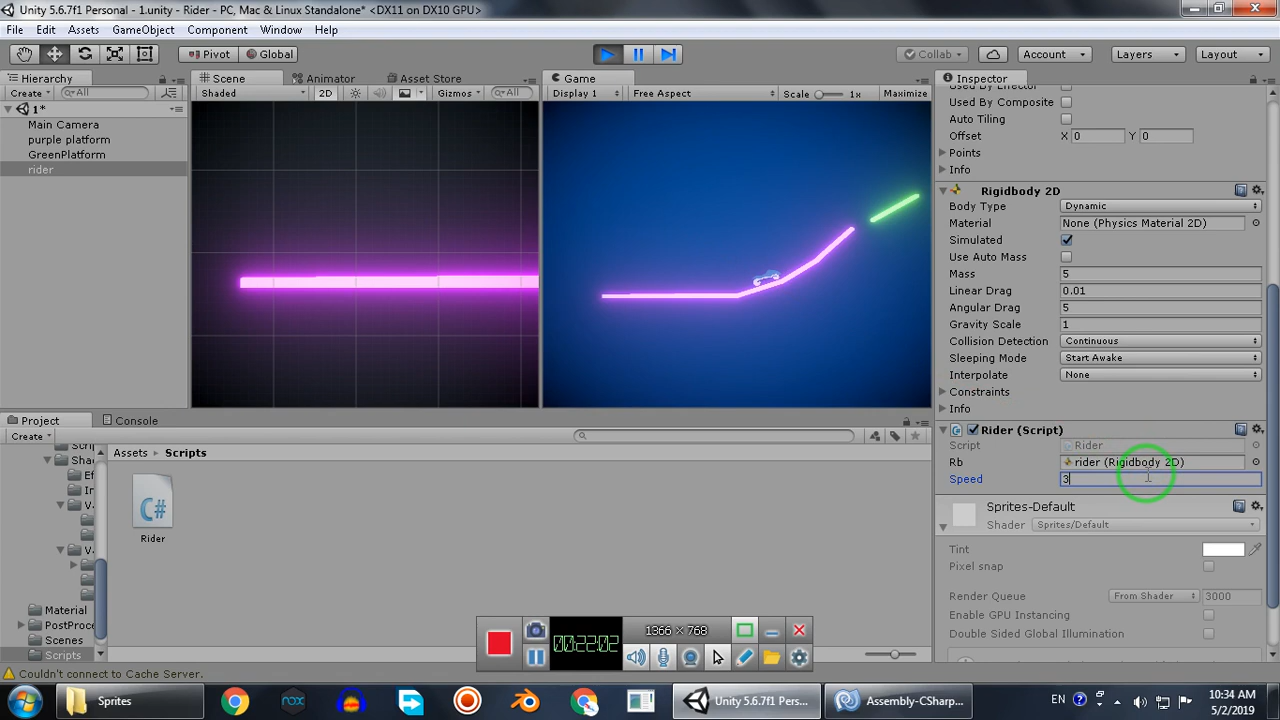 Unity 5.6.7f1 Personal - 1.unity - Rider - PC, Mac & Linux Standalone* <DX11 on DX10 GPU>
File Edit Assets GameObject Component Window Help
Pivot Global Collab Account Layers Layout
Hierarchy Scene Animator Asset Store Game Inspector
Create All Shaded 2D Gizmos All Display 1 Free Aspect Scale 1x Maximize
1*
Main Camera
purple platform
GreenPlatform
rider
Used By Effector
Used By Composite
Auto Tiling
Offset X 0 Y 0
Points
Info
Rigidbody 2D
Body Type Dynamic
Material None (Physics Material 2D)
Simulated
Use Auto Mass
Mass 5
Linear Drag 0.01
Angular Drag 5
Gravity Scale 1
Collision Detection Continuous
Sleeping Mode Start Awake
Interpolate None
Constraints
Info
Rider (Script)
Script Rider
Rb rider (Rigidbody 2D)
Speed 3
Sprites-Default
Shader Sprites/Default
Tint
Pixel snap
Render Queue From Shader 3000
Enable GPU Instancing
Double Sided Global Illumination
Project Console
Create
Assets Scripts
C#
Rider
Material
PostProce
Scenes
Scripts
00:22:02
1366 × 768
Couldn't connect to Cache Server.
Sprites
nox
Unity 5.6.7f1 Pers...
Assembly-CSharp...
EN
10:34 AM
5/2/2019